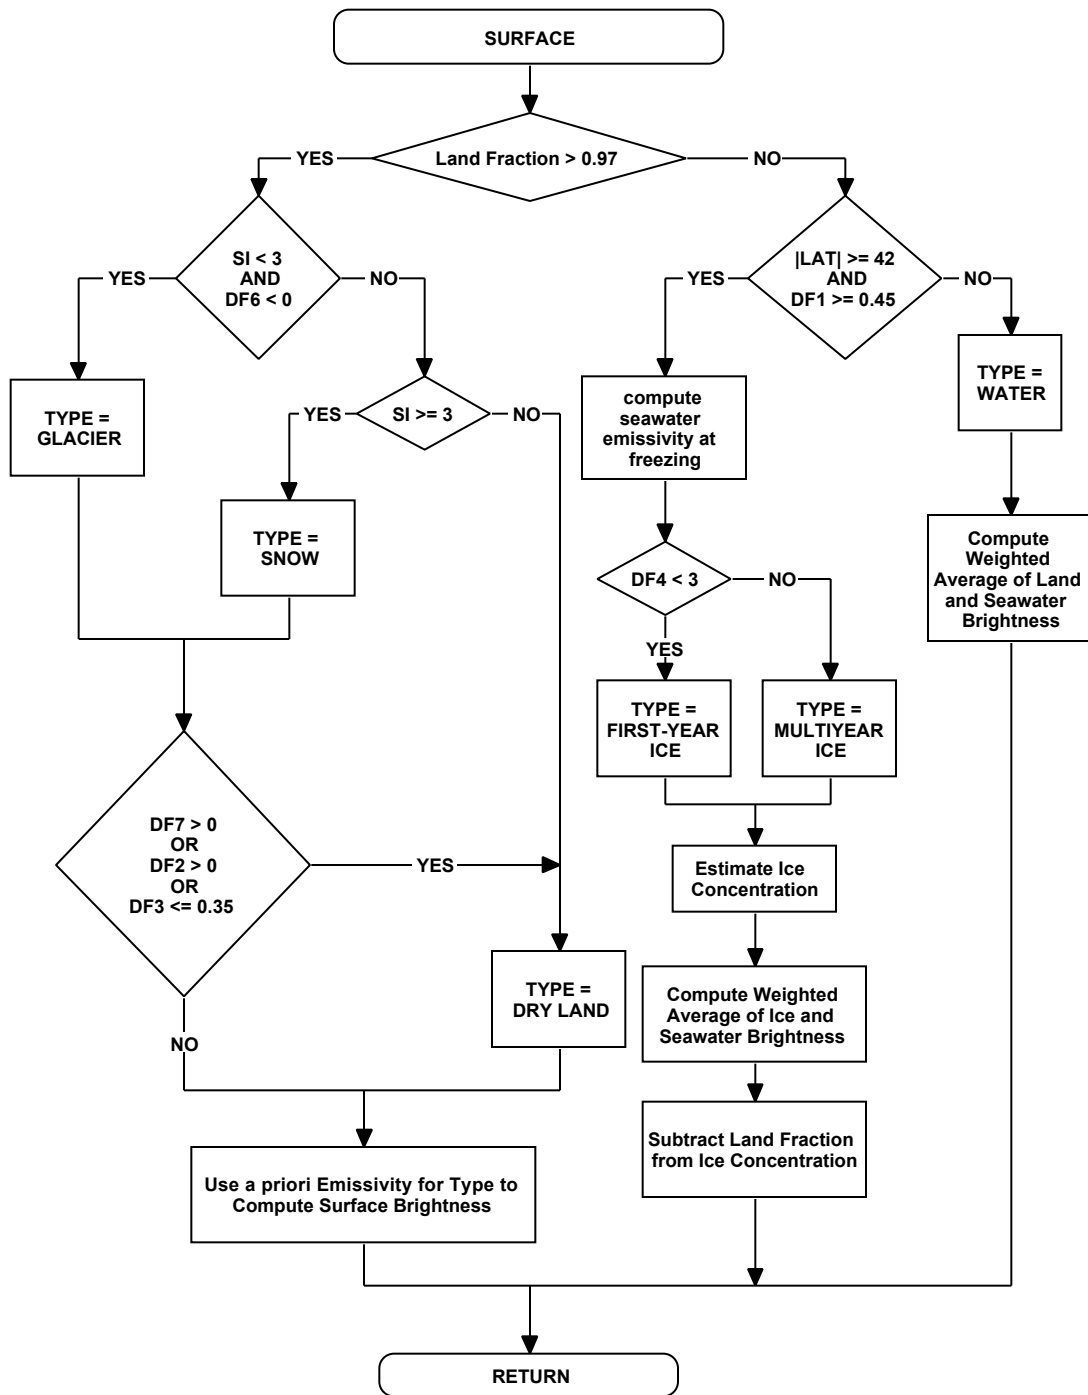 SURFACE
Land Fraction > 0.97
YES
NO
SI < 3
AND
DF6 < 0
YES
NO
|LAT| >= 42
AND
DF1 >= 0.45
YES
NO
TYPE =
GLACIER
SI >= 3
YES
NO
TYPE =
SNOW
compute
seawater
emissivity at
freezing
TYPE =
WATER
DF4 < 3
NO
YES
Compute
Weighted
Average of Land
and Seawater
Brightness
TYPE =
FIRST-YEAR
ICE
TYPE =
MULTIYEAR
ICE
DF7 > 0
OR
DF2 > 0
OR
DF3 <= 0.35
YES
NO
Estimate Ice
Concentration
TYPE =
DRY LAND
Compute Weighted
Average of Ice and
Seawater Brightness
Subtract Land Fraction
from Ice Concentration
Use a priori Emissivity for Type to
Compute Surface Brightness
RETURN